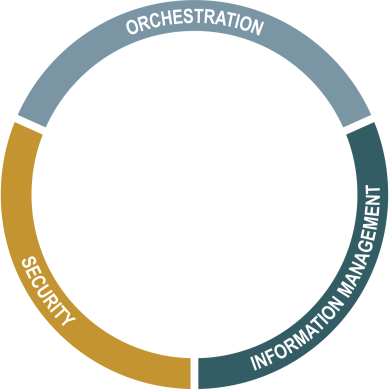 ORCHESTRATION
INFORMATION MANAGEMENT
SECURITY